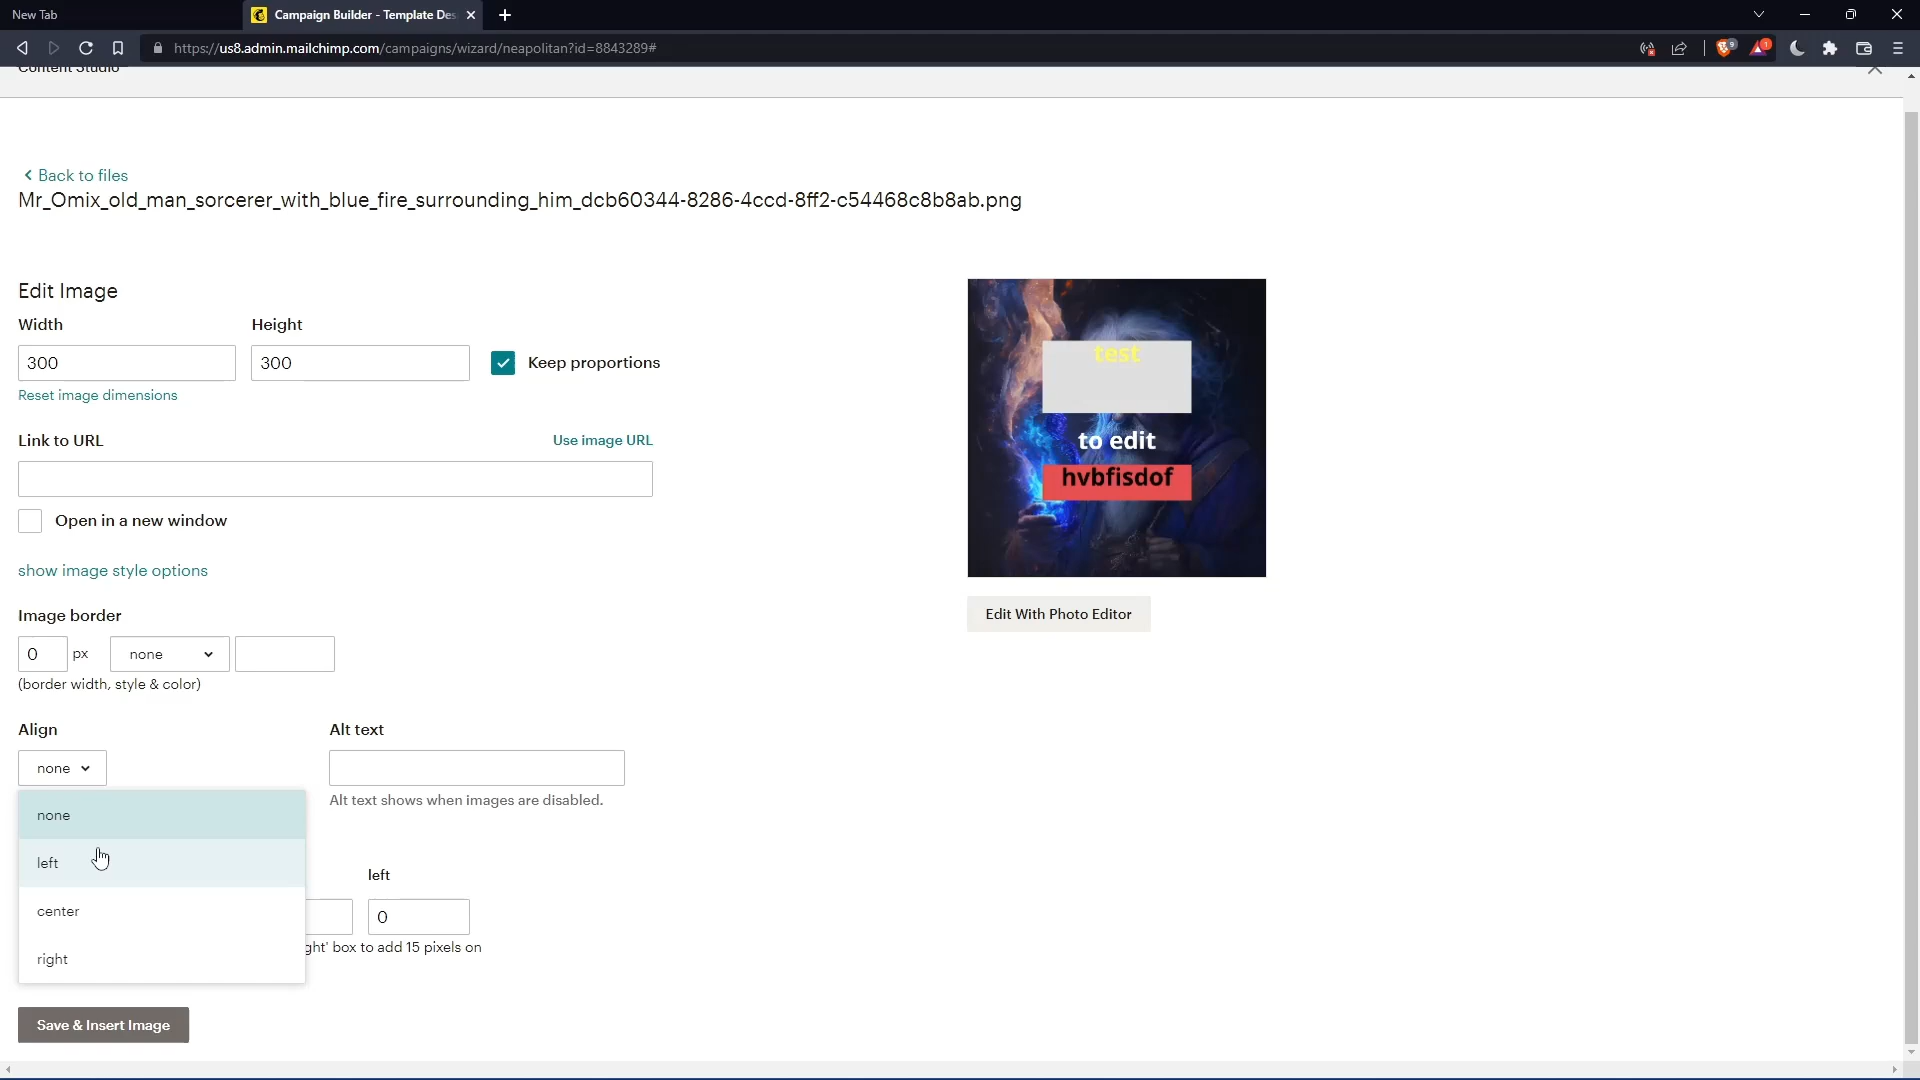 New Tab
Campaign Builder - Template Des
https://us8.admin.mailchimp.com/campaigns/wizard/neapolitan?id=8843289#
9
1
Content Studio
Back to files
Mr_Omix_old_man_sorcerer_with_blue_fire_surrounding_him_dcb60344-8286-4ccd-8ff2-c54468c8b8ab.png
Edit Image
Width
Height
300
300
Keep proportions
Reset image dimensions
Link to URL
Use image URL
Open in a new window
show image style options
Image border
0
px
none
(border width, style & color)
Align
Alt text
none
Alt text shows when images are disabled.
none
left
center
right
left
0
ght' box to add 15 pixels on
Save & Insert Image
test
to edit
hvbfisdof
Edit With Photo Editor